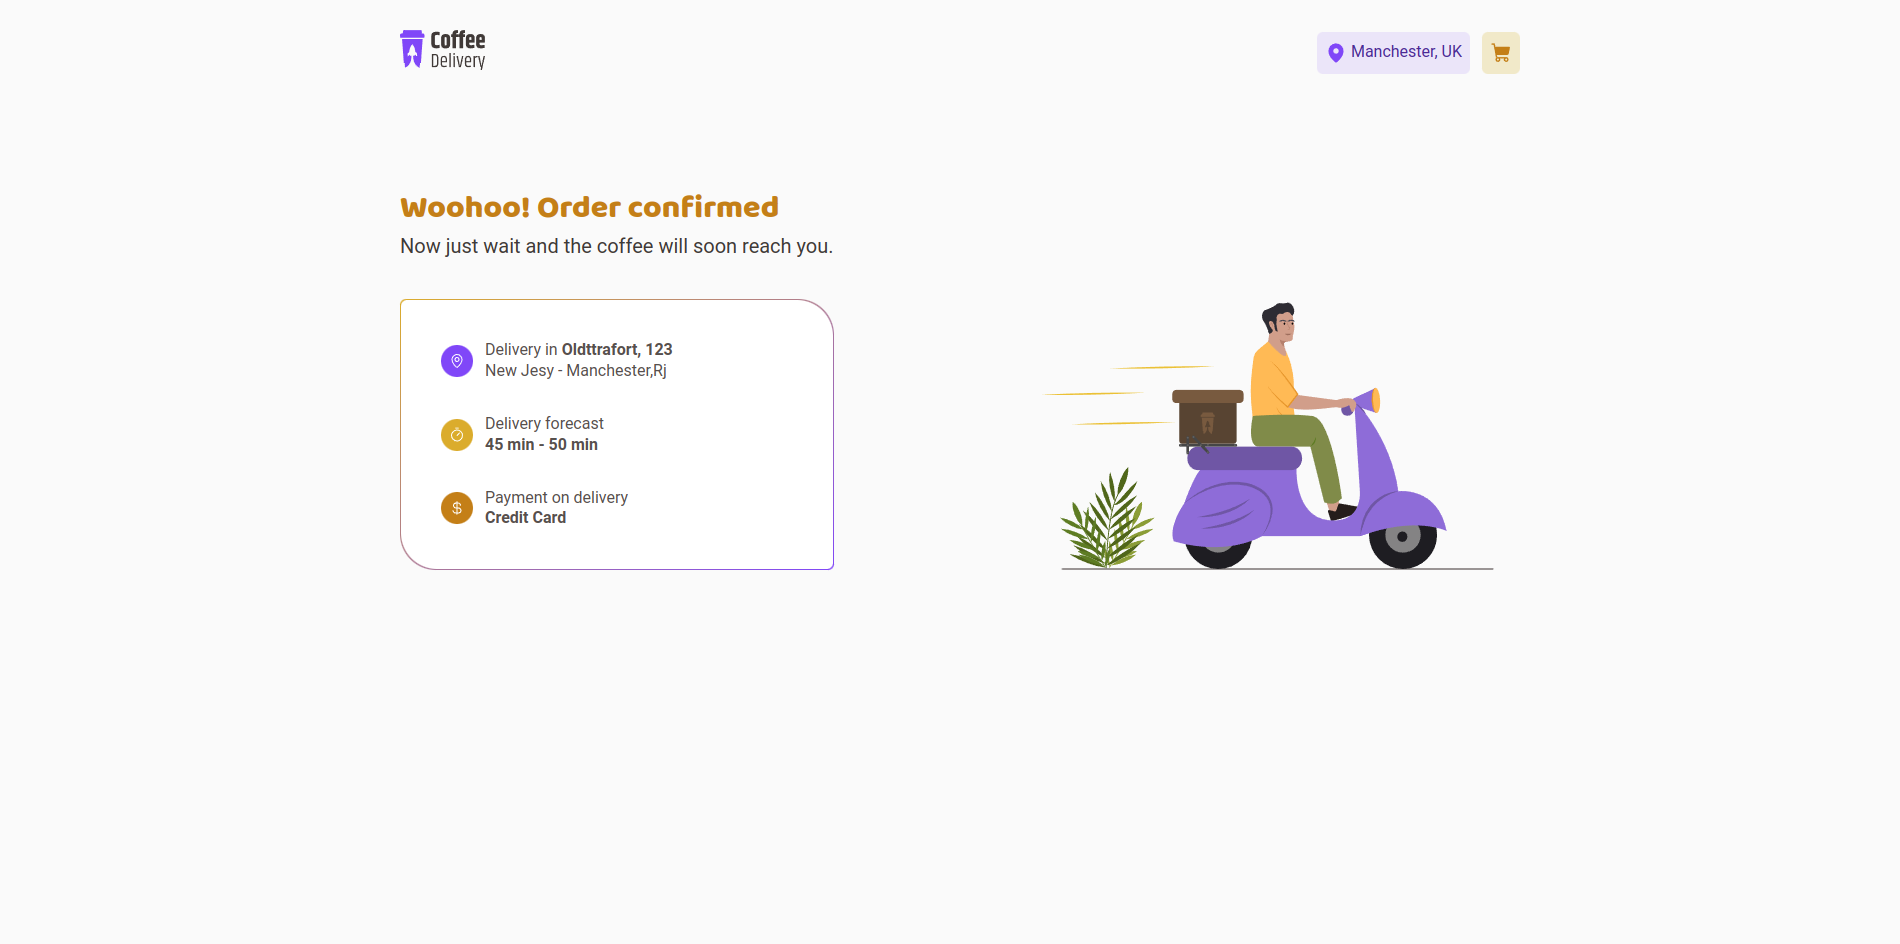 Coffee
Delivery
Manchester, UK
Woohoo! Order confirmed
Now just wait and the coffee will soon reach you.
Delivery in Oldttrafort, 123
New Jesy - Manchester,Rj
Delivery forecast
45 min - 50 min
Payment on delivery
Credit Card